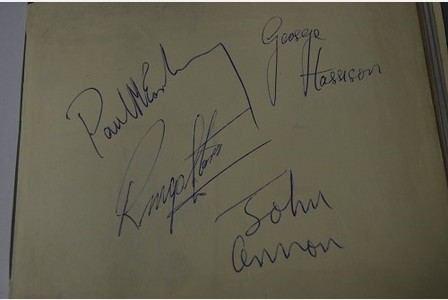 George
Harrison
Paul McCartney
Ringo Starr
John
Lennon